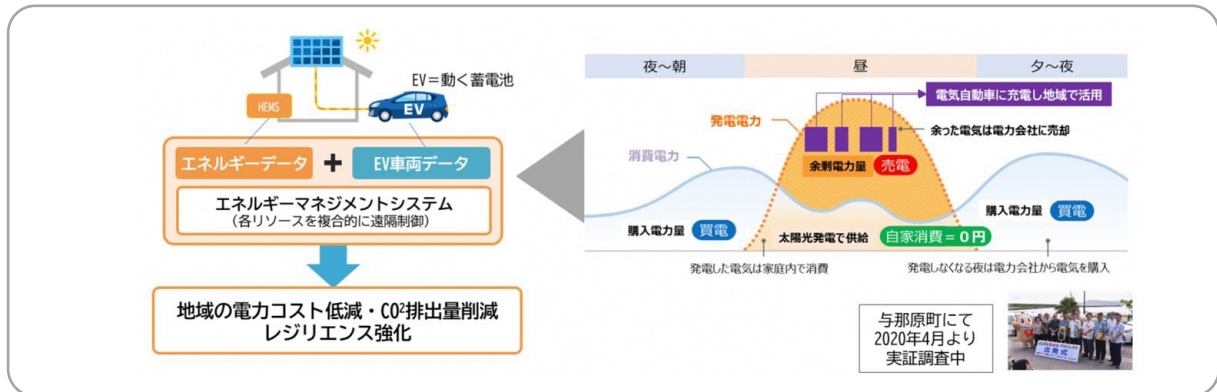 EV=動く蓄電池
HEMS
EV
エネルギーデータ + EV車両データ
エネルギーマネジメントシステム
(各リソースを複合的に遠隔制御)
地域の電力コスト低減・CO²排出量削減
レジリエンス強化
夜～朝
昼
夕～夜
電気自動車に充電し地域で活用
発電電力
余った電気は電力会社に売却
消費電力
余剰電力量 売電
購入電力量 買電
太陽光発電で供給 自家消費=0円
購入電力量 買電
発電した電気は家庭内で消費
発電しなくなる夜は電力会社から電気を購入
与那原町にて
2020年4月より
実証調査中
出発式